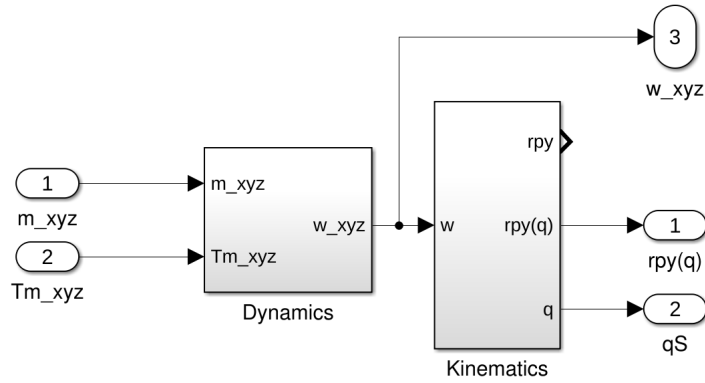 3
w_xyz
rpy
1
m_xyz
m_xyz
w_xyz
w
rpy(q)
1
rpy(q)
2
Tm_xyz
Tm_xyz
Dynamics
q
2
qS
Kinematics